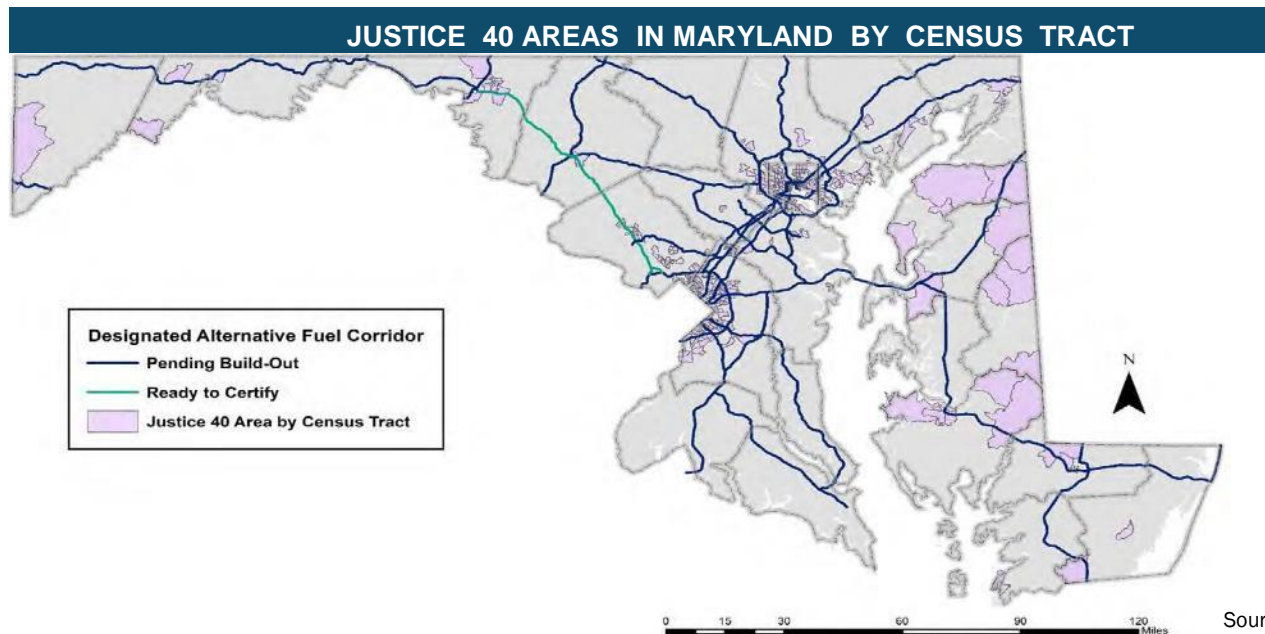 JUSTICE 40 AREAS IN MARYLAND BY CENSUS TRACT
Designated Alternative Fuel Corridor
Pending Build-Out
Ready to Certify
Justice 40 Area by Census Tract
N
0 15 30 60 90 120
Miles
Sour